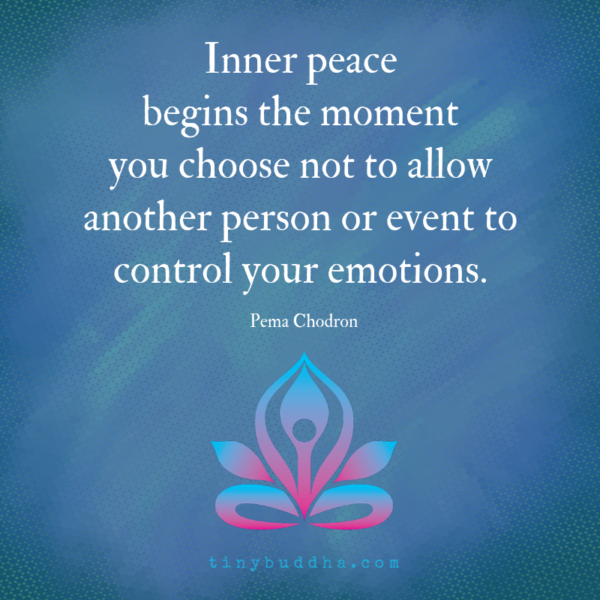 Inner peace
begins the moment
you choose not to allow
another person or event to
control your emotions.
Pema Chodron
tinybuddha.com